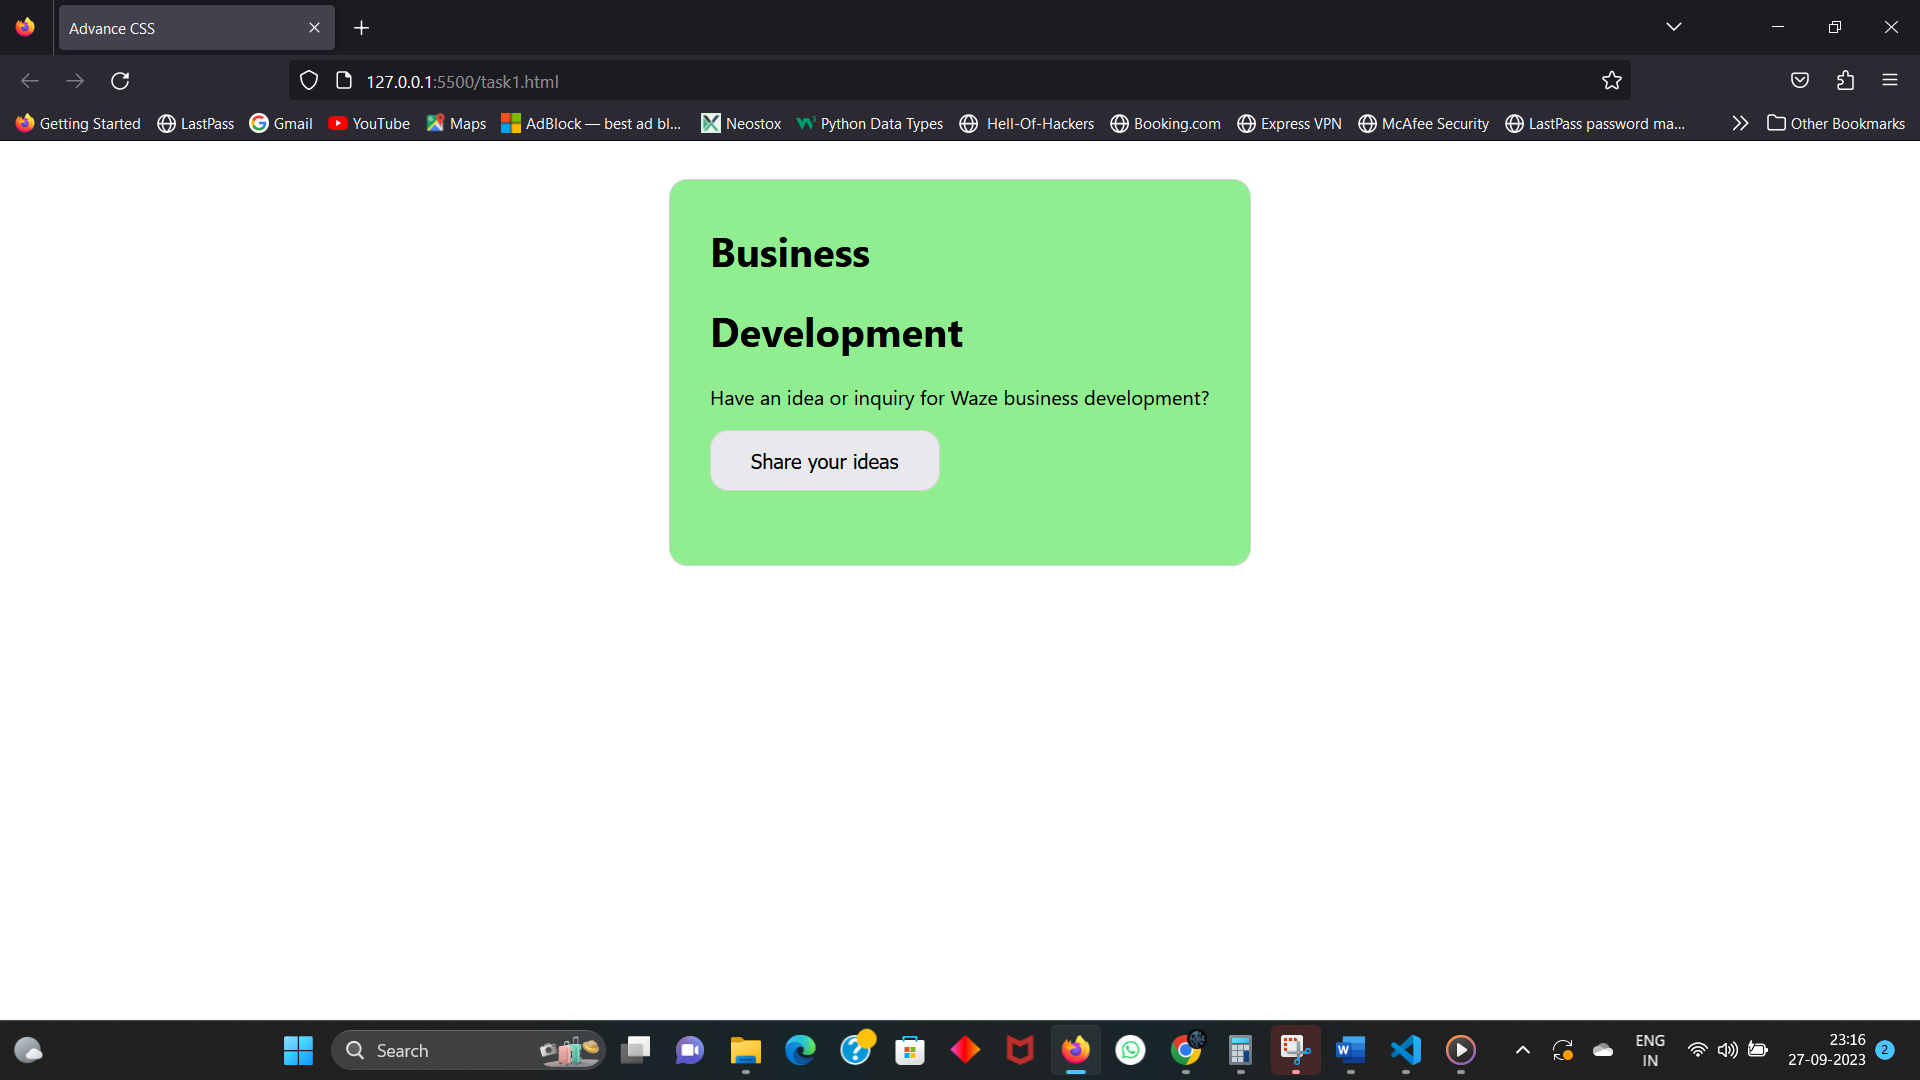 Advance CSS
127.0.0.1:5500/task1.html
Getting Started LastPass Gmail YouTube Maps AdBlock — best ad bl... Neostox Python Data Types Hell-Of-Hackers Booking.com Express VPN McAfee Security LastPass password ma... Other Bookmarks
Business
Development
Have an idea or inquiry for Waze business development?
Share your ideas
Search
ENG
IN
23:16
27-09-2023
2